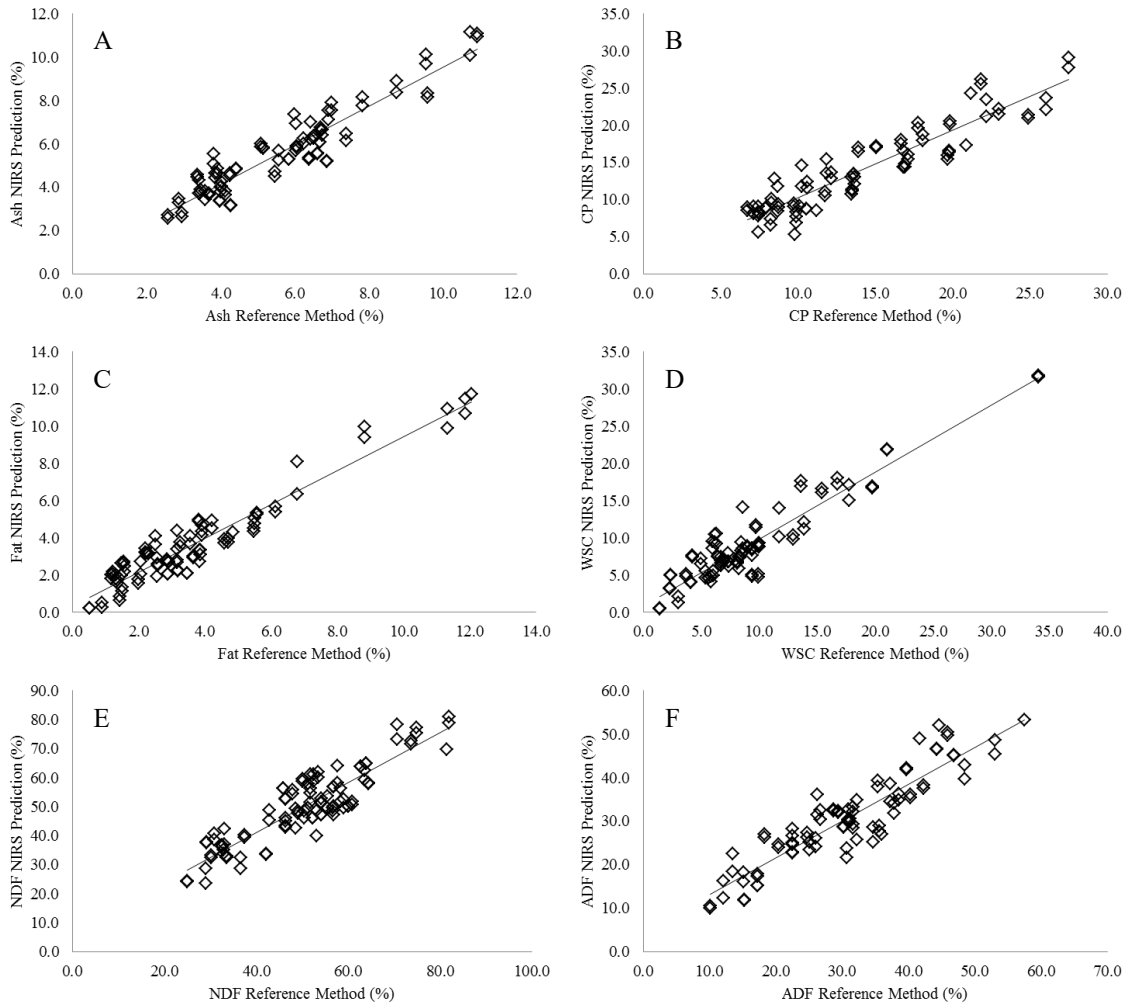 A
Ash NIRS Prediction (%)
12.0
10.0
8.0
6.0
4.0
2.0
0.0
0.0 2.0 4.0 6.0 8.0 10.0 12.0
Ash Reference Method (%)
B
CP NIRS Prediction (%)
35.0
30.0
25.0
20.0
15.0
10.0
5.0
0.0
0.0 5.0 10.0 15.0 20.0 25.0 30.0
CP Reference Method (%)
C
Fat NIRS Prediction (%)
14.0
12.0
10.0
8.0
6.0
4.0
2.0
0.0
0.0 2.0 4.0 6.0 8.0 10.0 12.0 14.0
Fat Reference Method (%)
D
WSC NIRS Prediction (%)
35.0
30.0
25.0
20.0
15.0
10.0
5.0
0.0
0.0 5.0 10.0 15.0 20.0 25.0 30.0 35.0 40.0
WSC Reference Method (%)
E
NDF NIRS Prediction (%)
90.0
80.0
70.0
60.0
50.0
40.0
30.0
20.0
10.0
0.0
0.0 20.0 40.0 60.0 80.0 100.0
NDF Reference Method (%)
F
ADF NIRS Prediction (%)
60.0
50.0
40.0
30.0
20.0
10.0
0.0
0.0 10.0 20.0 30.0 40.0 50.0 60.0 70.0
ADF Reference Method (%)